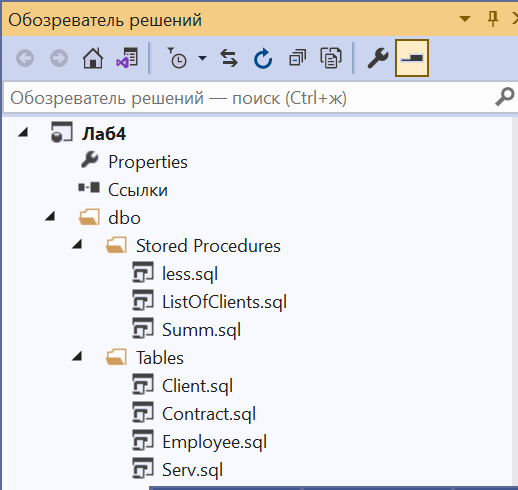 Обозреватель решений
Обозреватель решений — поиск (Ctrl+ж)
Лаб4
Properties
Ссылки
dbo
Stored Procedures
less.sql
ListOfClients.sql
Summ.sql
Tables
Client.sql
Contract.sql
Employee.sql
Serv.sql